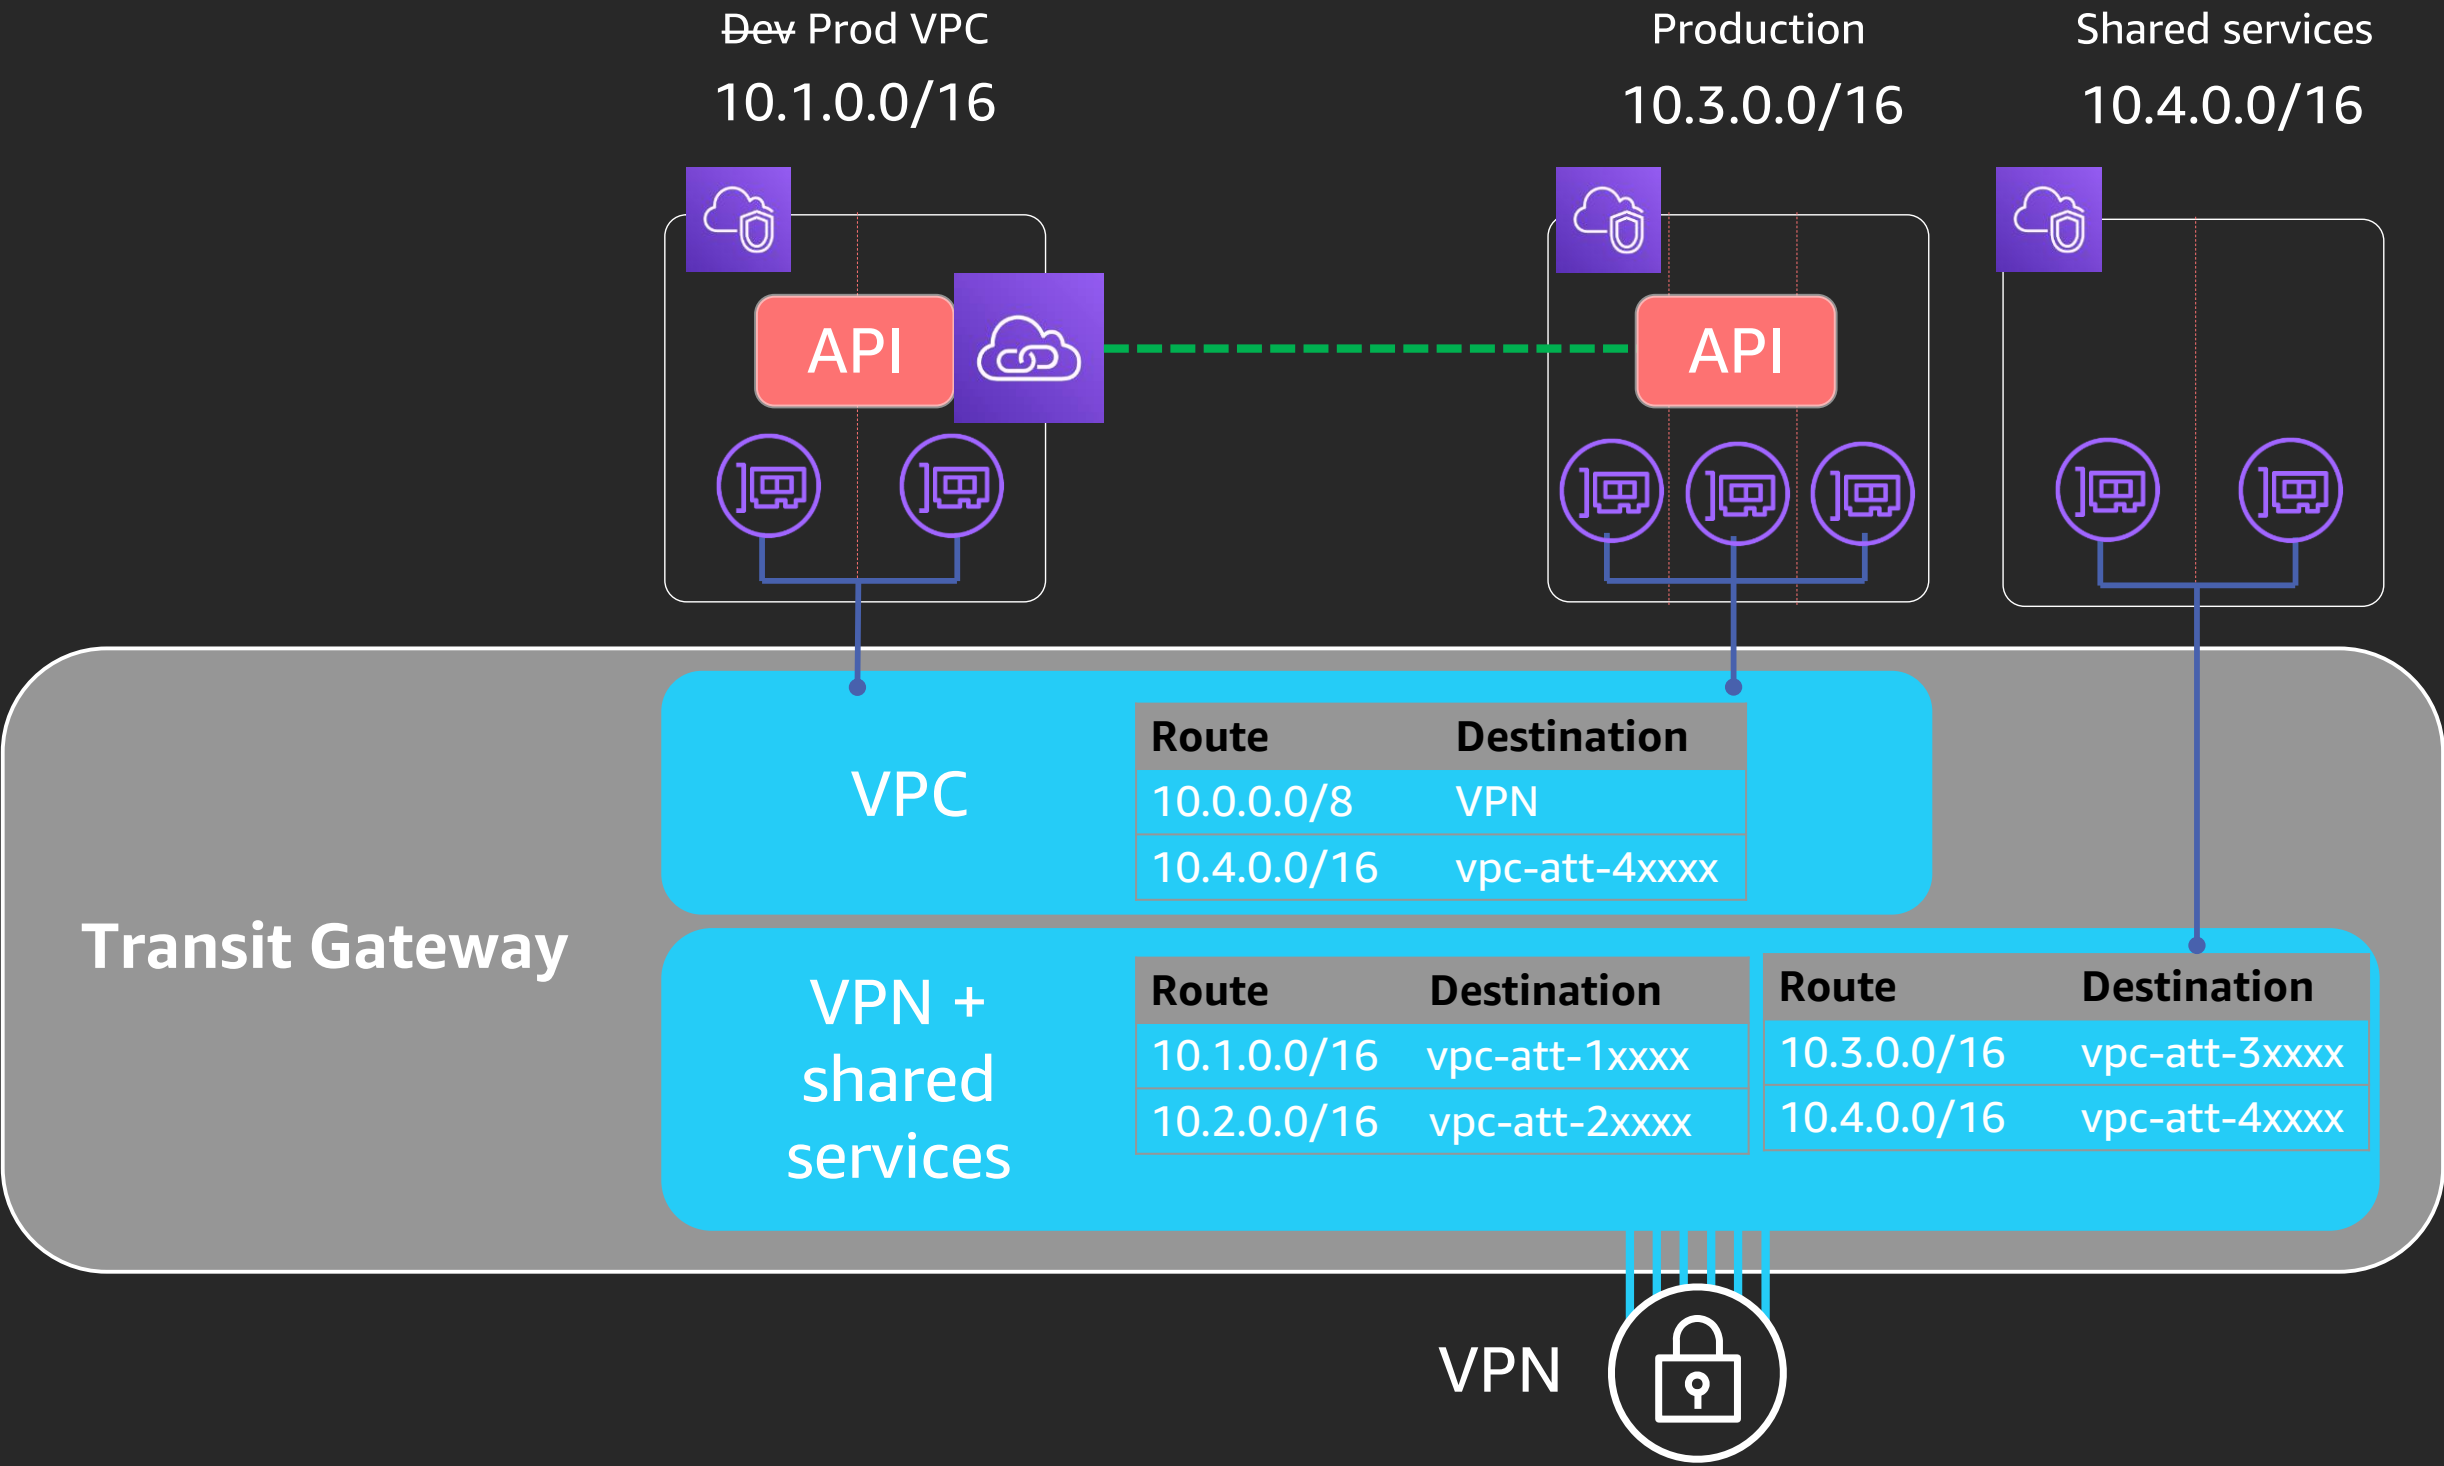 Dev Prod VPC
10.1.0.0/16
Production
10.3.0.0/16
Shared services
10.4.0.0/16
API
API
Transit Gateway
VPC
Route Destination
10.0.0.0/8 VPN
10.4.0.0/16 vpc-att-4xxxx
VPN +
shared
services
Route Destination
10.1.0.0/16 vpc-att-1xxxx
10.2.0.0/16 vpc-att-2xxxx
Route Destination
10.3.0.0/16 vpc-att-3xxxx
10.4.0.0/16 vpc-att-4xxxx
VPN